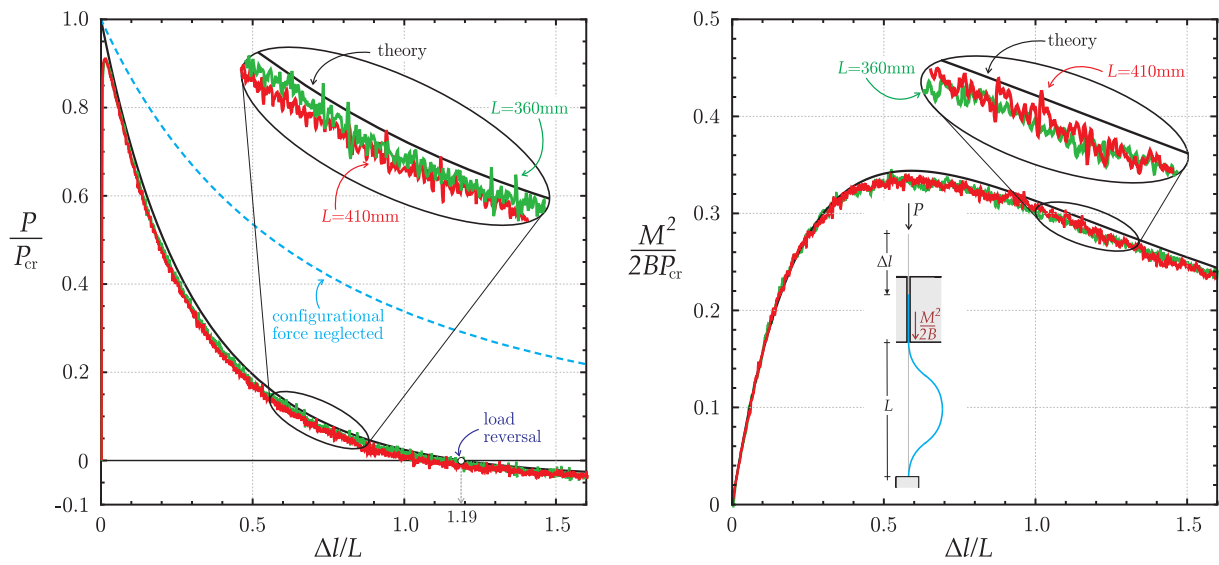 1.0
0.8
0.6
0.4
0.2
0
-0.1
P
P_cr
theory
L=360mm
L=410mm
configurational
force neglected
load
reversal
0
0.5
1.0
1.19
1.5
Δl/L
0.5
0.4
0.3
0.2
0.1
0
M²
2BP_cr
theory
L=360mm
L=410mm
P
Δl
M²
2B
L
0
0.5
1.0
1.5
Δl/L